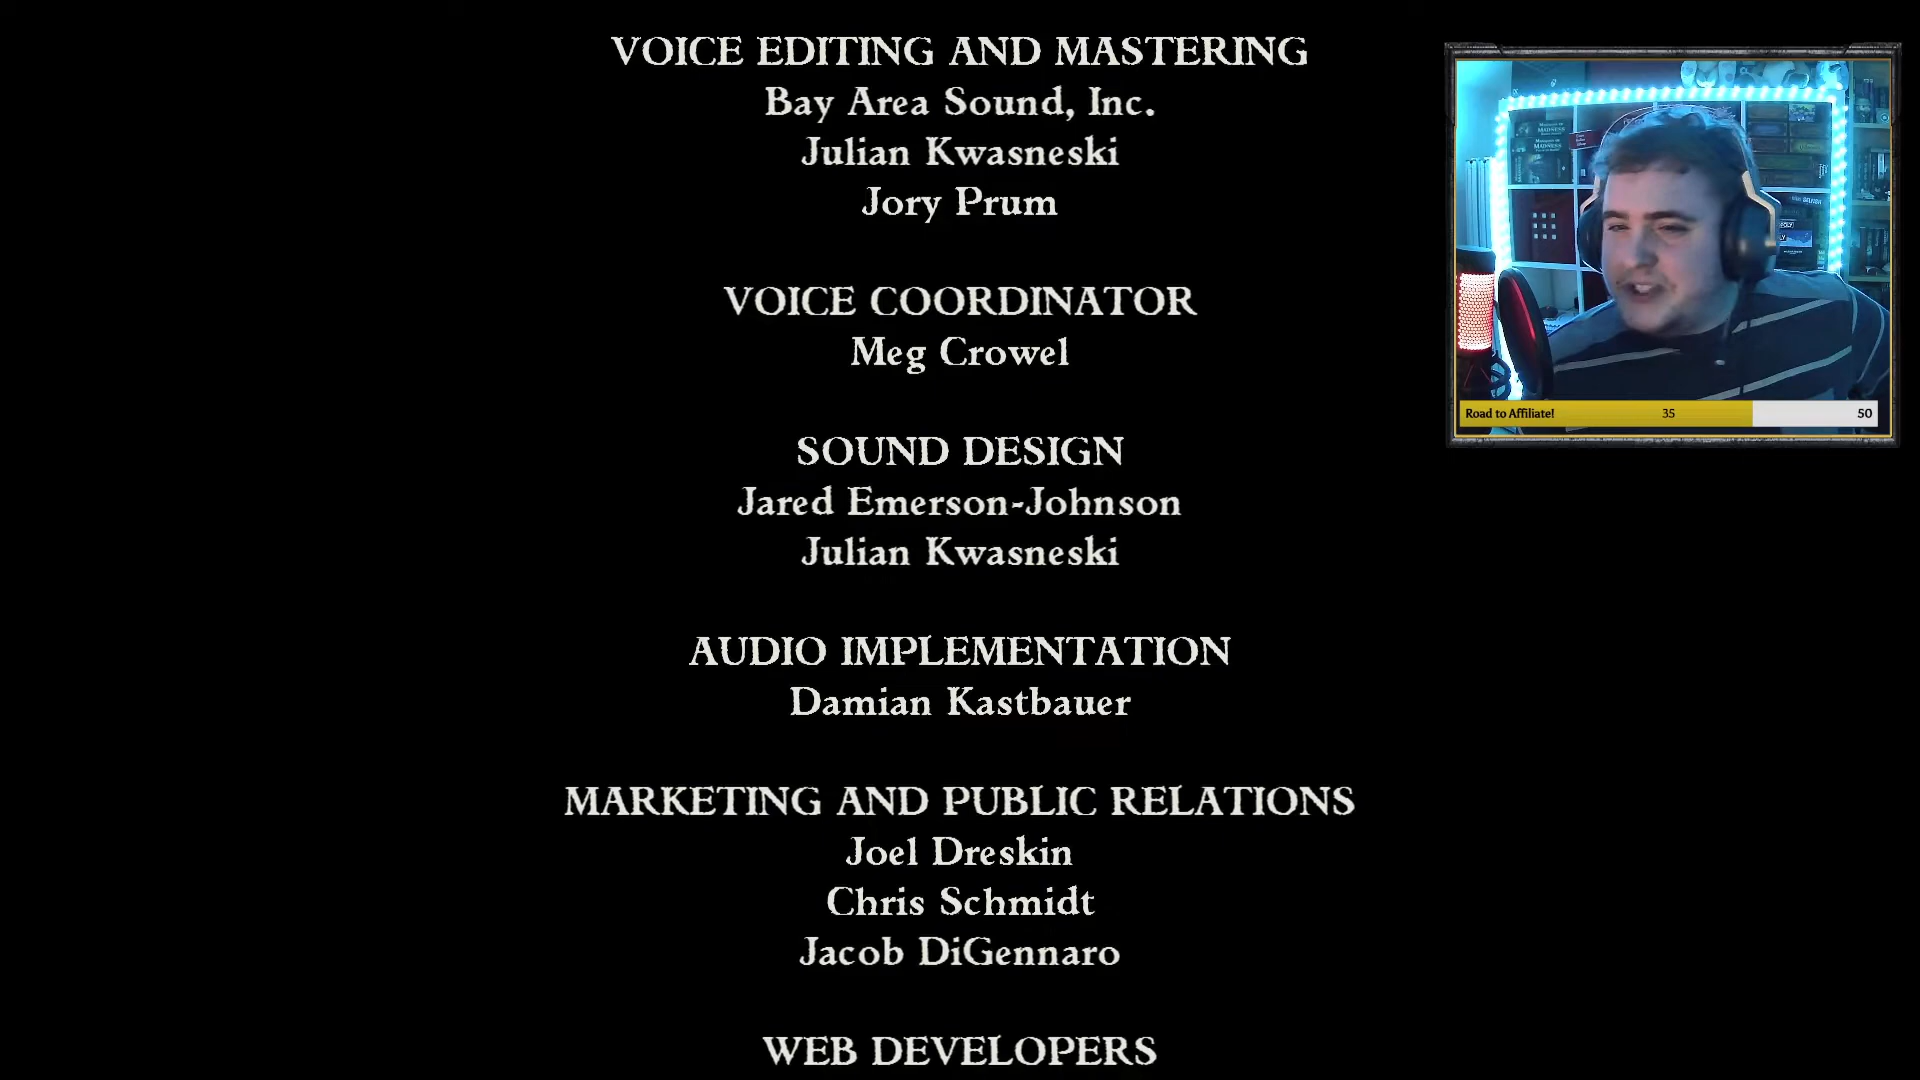 VOICE EDITING AND MASTERING
Bay Area Sound, Inc.
Julian Kwasneski
Jory Prum
VOICE COORDINATOR
Meg Crowel
SOUND DESIGN
Jared Emerson-Johnson
Julian Kwasneski
AUDIO IMPLEMENTATION
Damian Kastbauer
MARKETING AND PUBLIC RELATIONS
Joel Dreskin
Chris Schmidt
Jacob DiGennaro
WEB DEVELOPERS
MADNESS
MADNESS
Road to Affiliate! 35 50